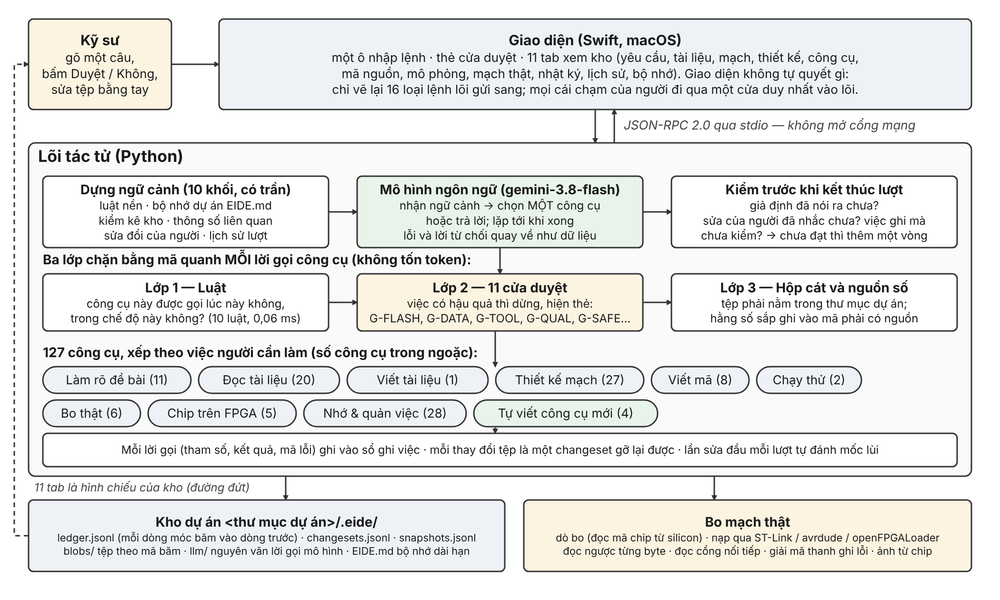 Kỹ sư
gõ một câu,
bấm Duyệt / Không,
sửa tệp bằng tay
Giao diện (Swift, macOS)
một ô nhập lệnh · thẻ cửa duyệt · 11 tab xem kho (yêu cầu, tài liệu, mạch, thiết kế, công cụ,
mã nguồn, mô phỏng, mạch thật, nhật ký, lịch sử, bộ nhớ). Giao diện không tự quyết gì:
chỉ vẽ lại 16 loại lệnh lõi gửi sang; mọi cái chạm của người đi qua một cửa duy nhất vào lõi.
JSON-RPC 2.0 qua stdio — không mở cổng mạng
Lõi tác tử (Python)
Dựng ngữ cảnh (10 khối, có trần)
luật nền · bộ nhớ dự án EIDE.md
kiểm kê kho · thông số liên quan
sửa đổi của người · lịch sử lượt
Mô hình ngôn ngữ (gemini-3.8-flash)
nhận ngữ cảnh → chọn MỘT công cụ
hoặc trả lời; lặp tới khi xong
lỗi và lời từ chối quay về như dữ liệu
Kiểm trước khi kết thúc lượt
giả định đã nói ra chưa?
sửa của người đã nhắc chưa? việc ghi mà
chưa kiểm? → chưa đạt thì thêm một vòng
Ba lớp chặn bằng mã quanh MỖI lời gọi công cụ (không tốn token):
Lớp 1 — Luật
công cụ này được gọi lúc này không,
trong chế độ này không? (10 luật, 0,06 ms)
Lớp 2 — 11 cửa duyệt
việc có hậu quả thì dừng, hiện thẻ:
G-FLASH, G-DATA, G-TOOL, G-QUAL, G-SAFE...
Lớp 3 — Hộp cát và nguồn số
tệp phải nằm trong thư mục dự án;
hằng số sắp ghi vào mã phải có nguồn
127 công cụ, xếp theo việc người cần làm (số công cụ trong ngoặc):
Làm rõ đề bài (11)
Đọc tài liệu (20)
Viết tài liệu (1)
Thiết kế mạch (27)
Viết mã (8)
Chạy thử (2)
Bo thật (6)
Chip trên FPGA (5)
Nhớ & quản việc (28)
Tự viết công cụ mới (4)
Mỗi lời gọi (tham số, kết quả, mã lỗi) ghi vào sổ ghi việc · mỗi thay đổi tệp là một changeset gỡ lại được · lần sửa đầu mỗi lượt tự đánh mốc lùi
11 tab là hình chiếu của kho (đường đứt)
Kho dự án <thư mục dự án>/.eide/
ledger.jsonl (mỗi dòng móc băm vào dòng trước) · changesets.jsonl · snapshots.jsonl
blobs/ tệp theo mã băm · llm/ nguyên văn lời gọi mô hình · EIDE.md bộ nhớ dài hạn
Bo mạch thật
dò bo (đọc mã chip từ silicon) · nạp qua ST-Link / avrdude / openFPGALoader
đọc ngược từng byte · đọc cổng nối tiếp · giải mã thanh ghi lỗi · ảnh từ chip